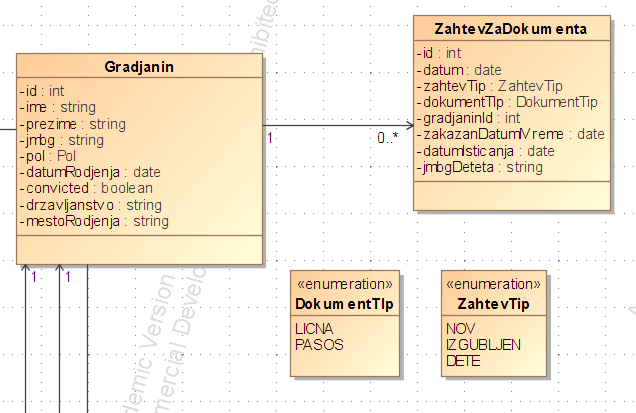 Gradjanin
-id : int
-ime : string
-prezime : string
-jmbg : string
-pol : Pol
-datumRodjenja : date
-convicted : boolean
-drzavljanstvo : string
-mestoRodjenja : string
1
0..*
1
1
ZahtevZaDokumenta
-id : int
-datum : date
-zahtevTip : ZahtevTip
-dokumentTIp : DokumentTip
-gradjaninId : int
-zakazanDatumIVreme : date
-datumIsticanja : date
-jmbgDeteta : string
«enumeration»
DokumentTIp
LICNA
PASOS
«enumeration»
ZahtevTip
NOV
IZGUBLJEN
DETE